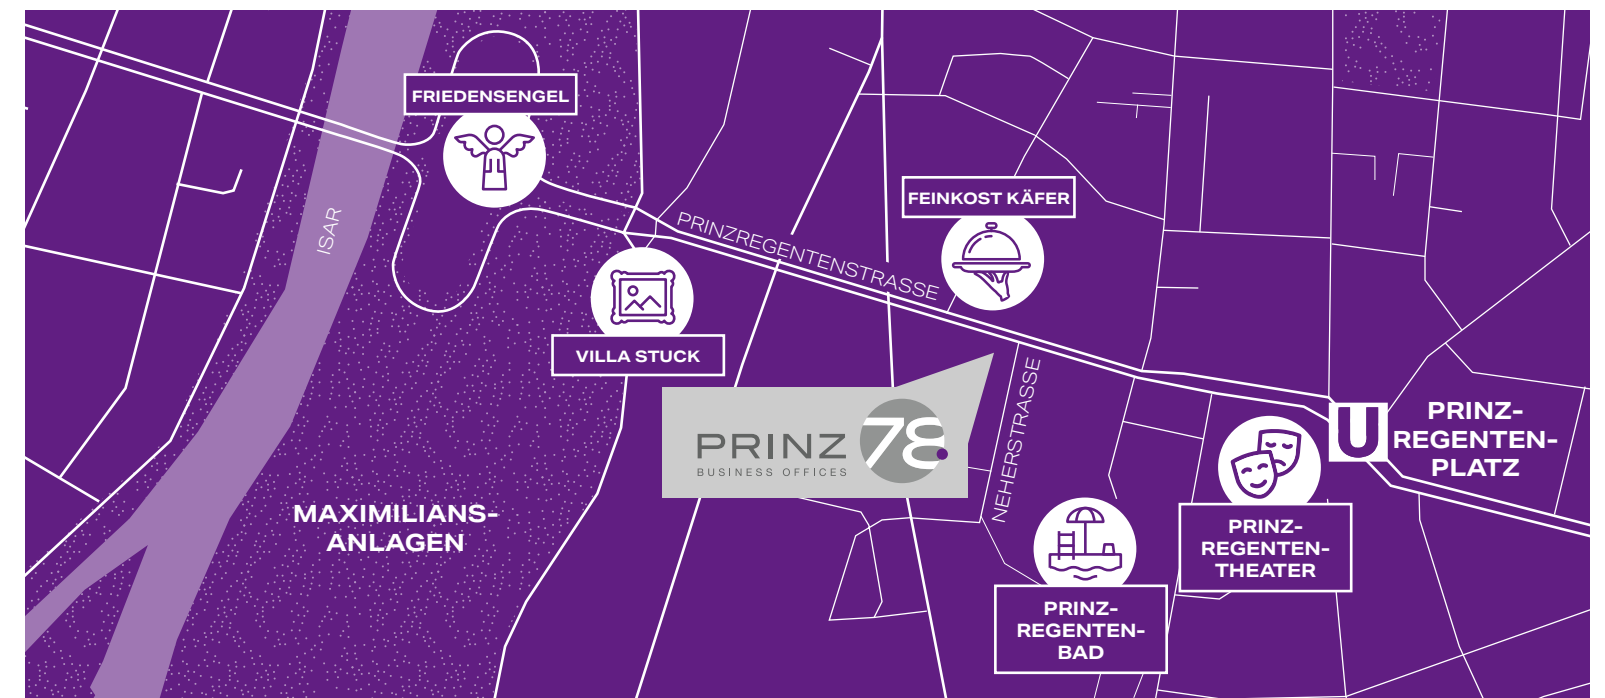 FRIEDENSENGEL
ISAR
PRINZREGENTENSTRASSE
FEINKOST KÄFER
VILLA STUCK
PRINZ 78
BUSINESS OFFICES
NEHERSTRASSE
U
PRINZ-
REGENTEN-
PLATZ
MAXIMILIANS-
ANLAGEN
PRINZ-
REGENTEN-
THEATER
PRINZ-
REGENTEN-
BAD